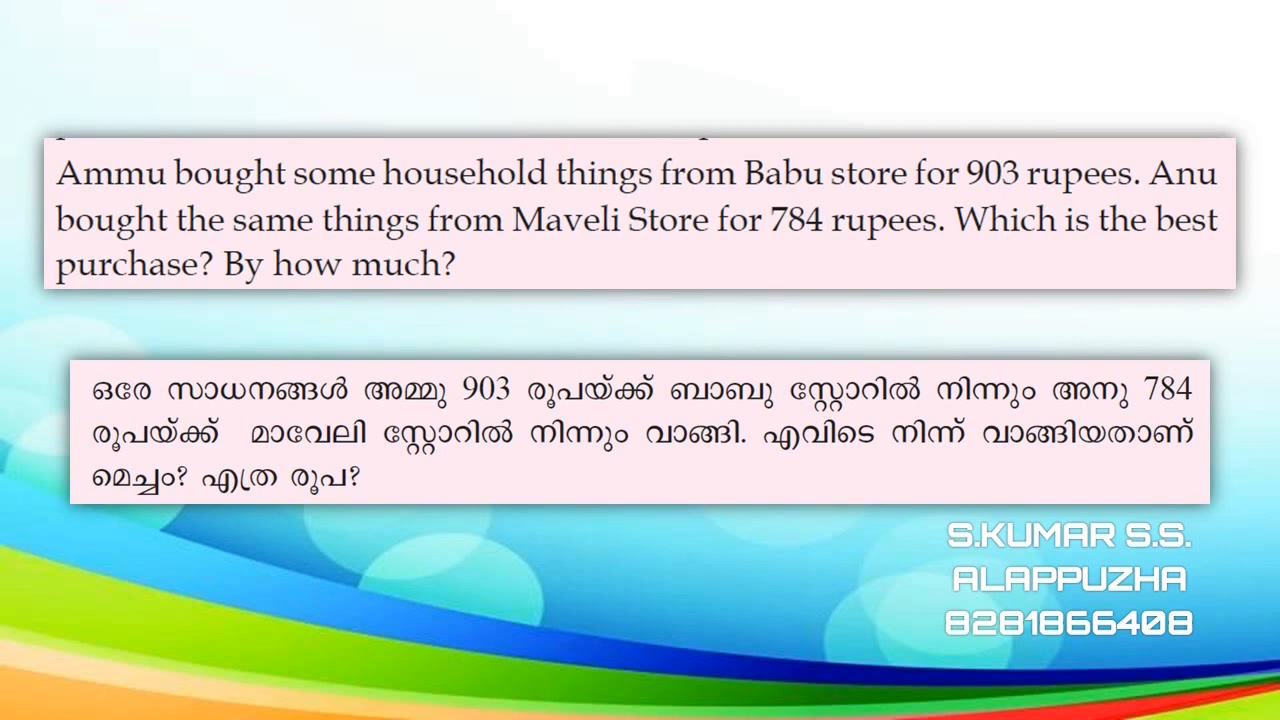 Ammu bought some household things from Babu store for 903 rupees. Anu
bought the same things from Maveli Store for 784 rupees. Which is the best
purchase? By how much?
ഒരേ സാധനങ്ങൾ അമ്മു 903 രൂപയ്ക്ക് ബാബു സ്റ്റോറിൽ നിന്നും അനു 784
രൂപയ്ക്ക് മാവേലി സ്റ്റോറിൽ നിന്നും വാങ്ങി. എവിടെ നിന്ന് വാങ്ങിയതാണ്
മെച്ചം? എത്ര രൂപ?
S.KUMAR S.S.
ALAPPUZHA
8281866408